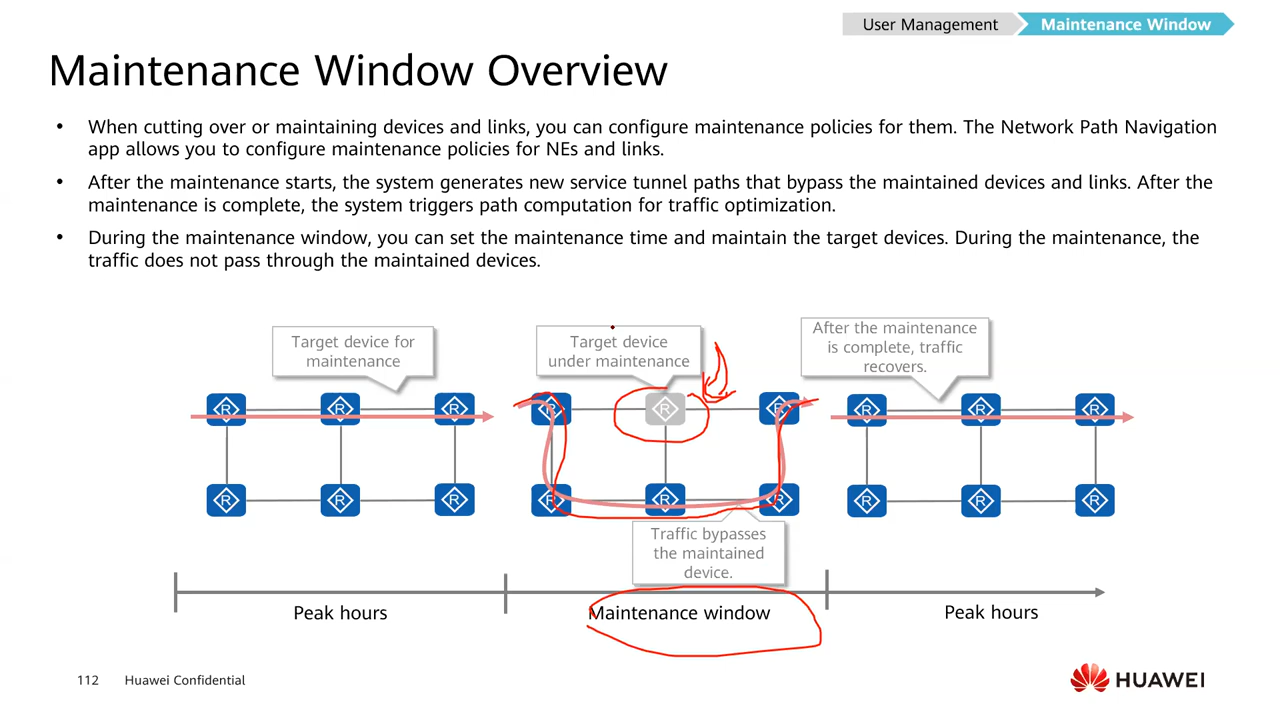 User Management
Maintenance Window
Maintenance Window Overview
• When cutting over or maintaining devices and links, you can configure maintenance policies for them. The Network Path Navigation
app allows you to configure maintenance policies for NEs and links.
• After the maintenance starts, the system generates new service tunnel paths that bypass the maintained devices and links. After the
maintenance is complete, the system triggers path computation for traffic optimization.
• During the maintenance window, you can set the maintenance time and maintain the target devices. During the maintenance, the
traffic does not pass through the maintained devices.
Target device for
maintenance
Target device
under maintenance
After the maintenance
is complete, traffic
recovers.
R R R R R R R R R
R R R R R R R R R
Traffic bypasses
the maintained
device.
Peak hours
Maintenance window
Peak hours
112
Huawei Confidential
HUAWEI